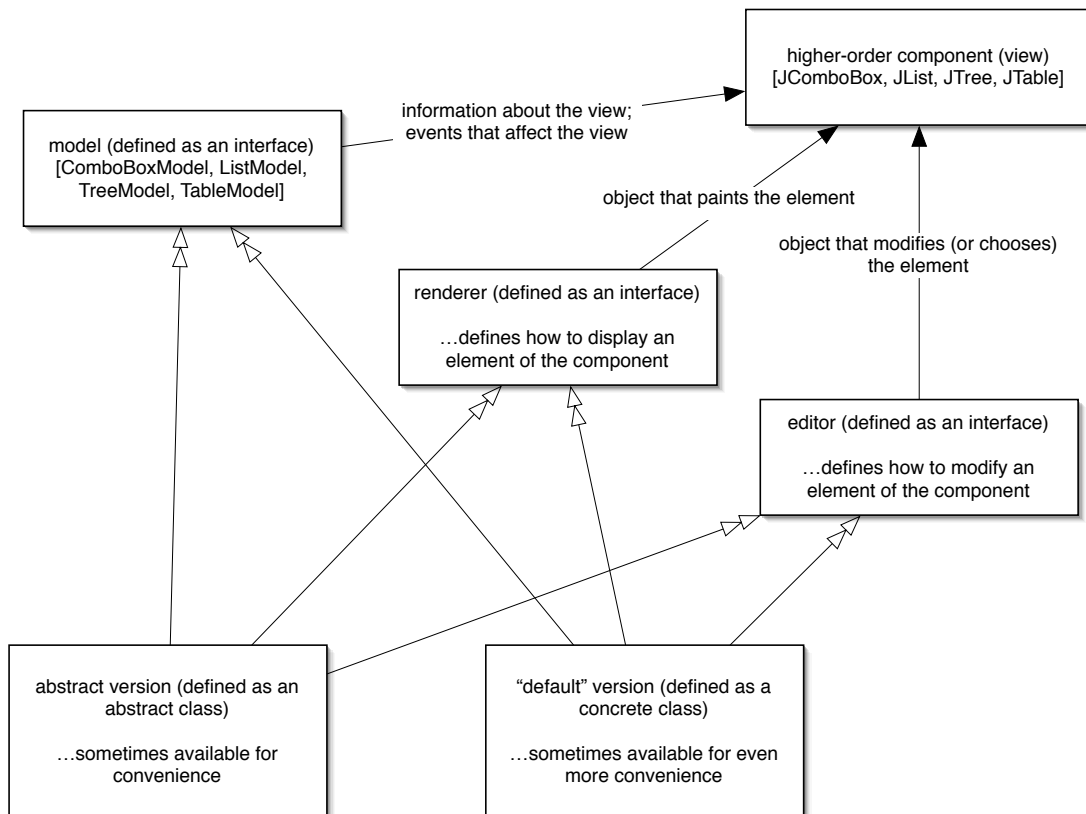 higher-order component (view)
[JComboBox, JList, JTree, JTable]
information about the view;
events that affect the view
model (defined as an interface)
[ComboBoxModel, ListModel,
TreeModel, TableModel]
object that paints the element
object that modifies (or chooses)
the element
renderer (defined as an interface)
…defines how to display an
element of the component
editor (defined as an interface)
…defines how to modify an
element of the component
abstract version (defined as an
abstract class)
…sometimes available for
convenience
“default” version (defined as a
concrete class)
…sometimes available for even
more convenience